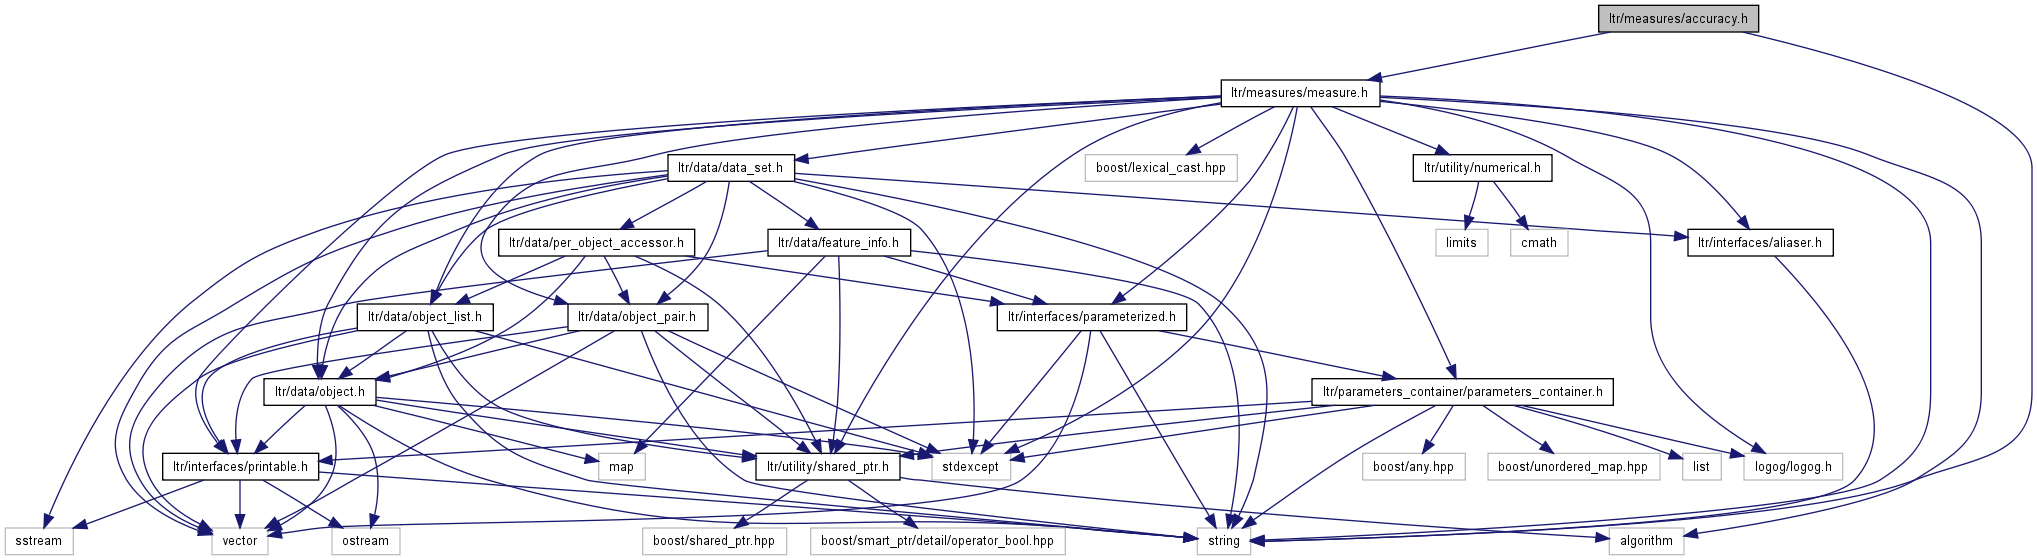 ltr/measures/accuracy.h
ltr/measures/measure.h
ltr/data/data_set.h
boost/lexical_cast.hpp
ltr/utility/numerical.h
ltr/data/per_object_accessor.h
ltr/data/feature_info.h
limits
cmath
ltr/interfaces/aliaser.h
ltr/data/object_list.h
ltr/data/object_pair.h
ltr/interfaces/parameterized.h
ltr/data/object.h
ltr/parameters_container/parameters_container.h
ltr/interfaces/printable.h
map
ltr/utility/shared_ptr.h
stdexcept
boost/any.hpp
boost/unordered_map.hpp
list
logog/logog.h
sstream
vector
ostream
boost/shared_ptr.hpp
boost/smart_ptr/detail/operator_bool.hpp
string
algorithm